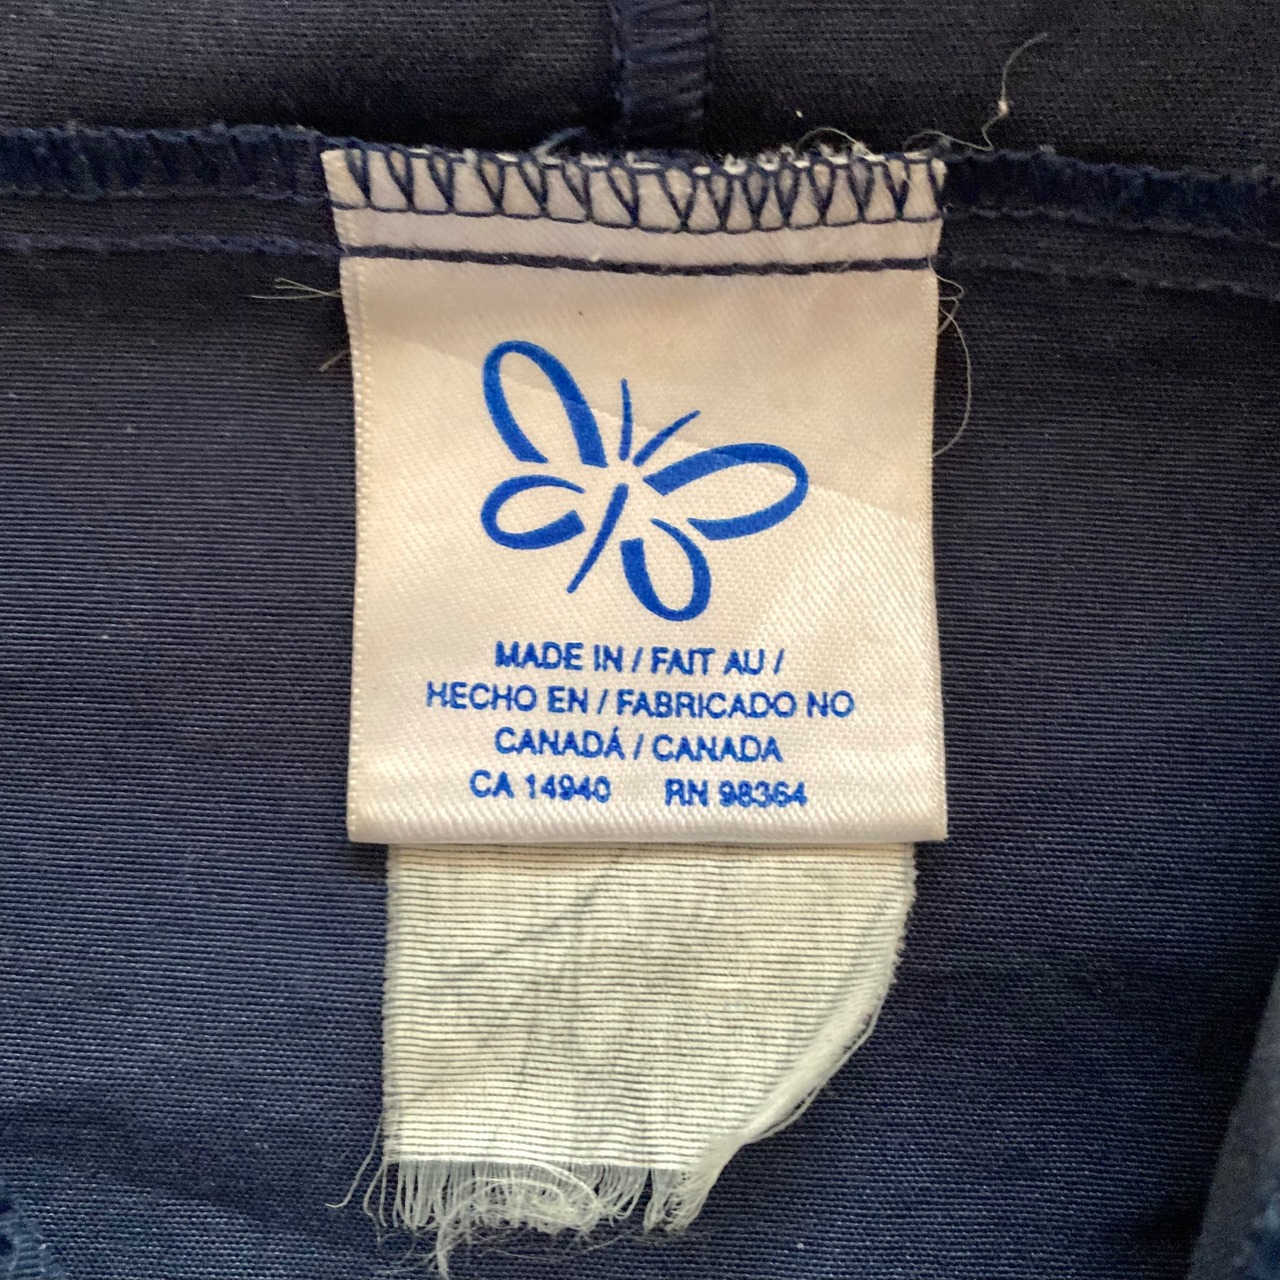 MADE IN / FAIT AU /
HECHO EN / FABRICADO NO
CANADÁ / CANADA
CA 14940 RN 98364